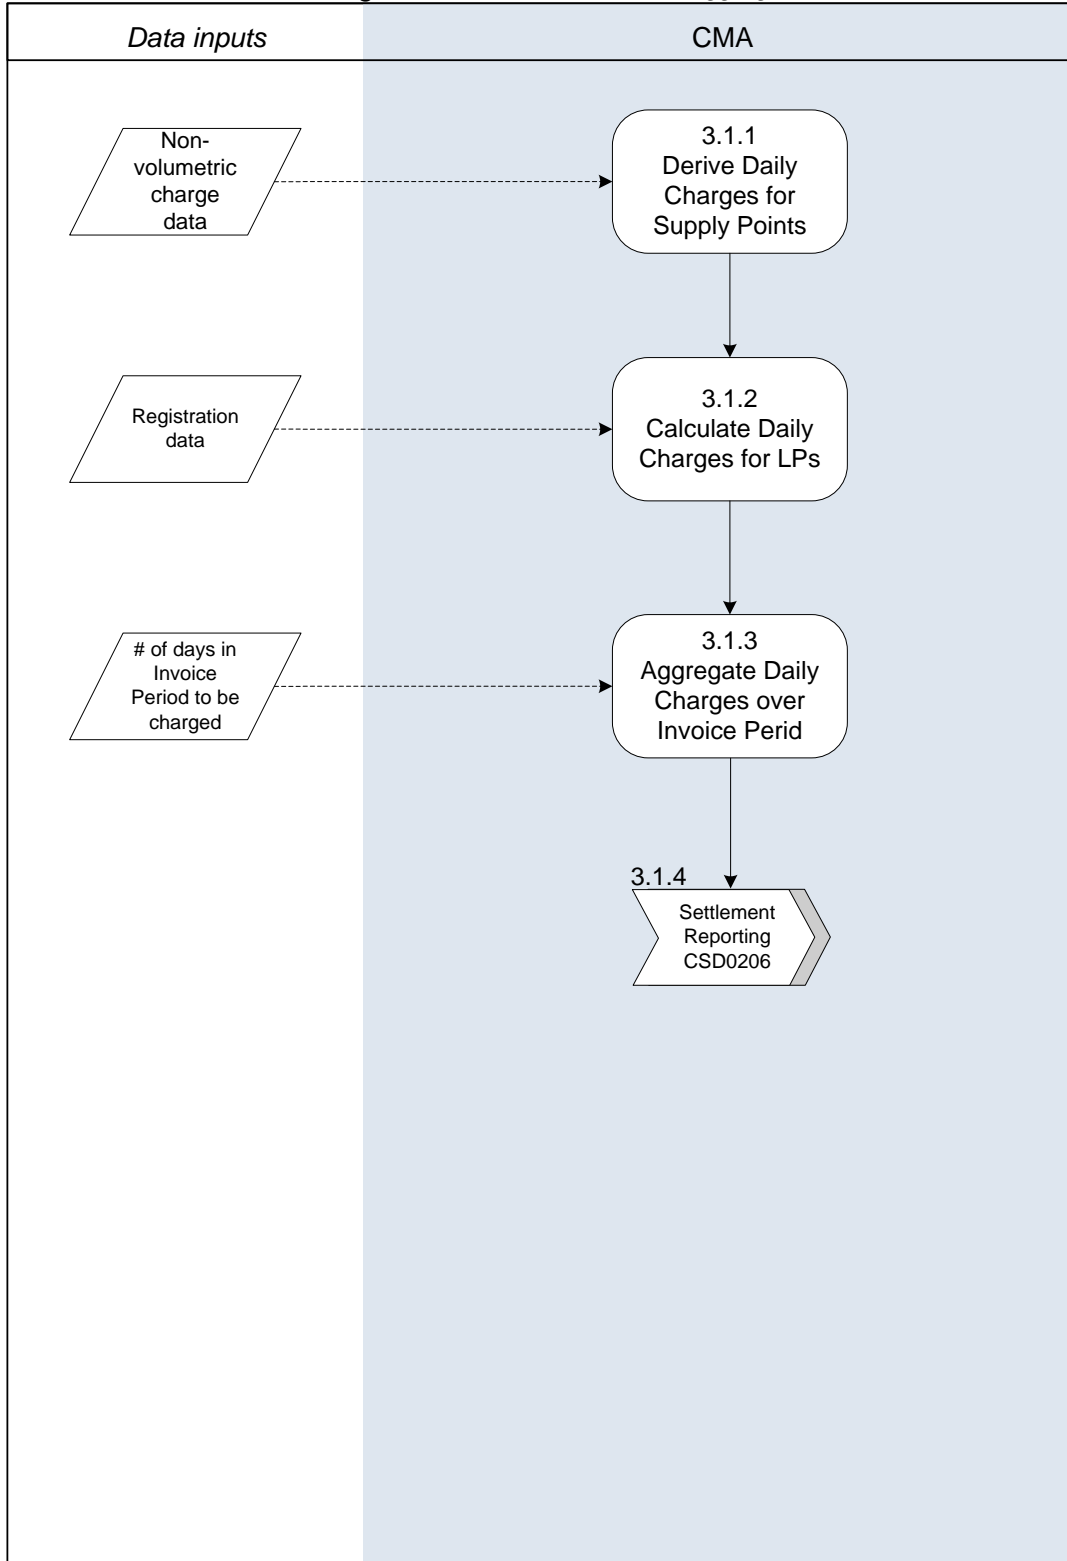 Data inputs
CMA
Non-
volumetric
charge
data
3.1.1
Derive Daily
Charges for
Supply Points
Registration
data
3.1.2
Calculate Daily
Charges for LPs
# of days in
Invoice
Period to be
charged
3.1.3
Aggregate Daily
Charges over
Invoice Perid
3.1.4
Settlement
Reporting
CSD0206